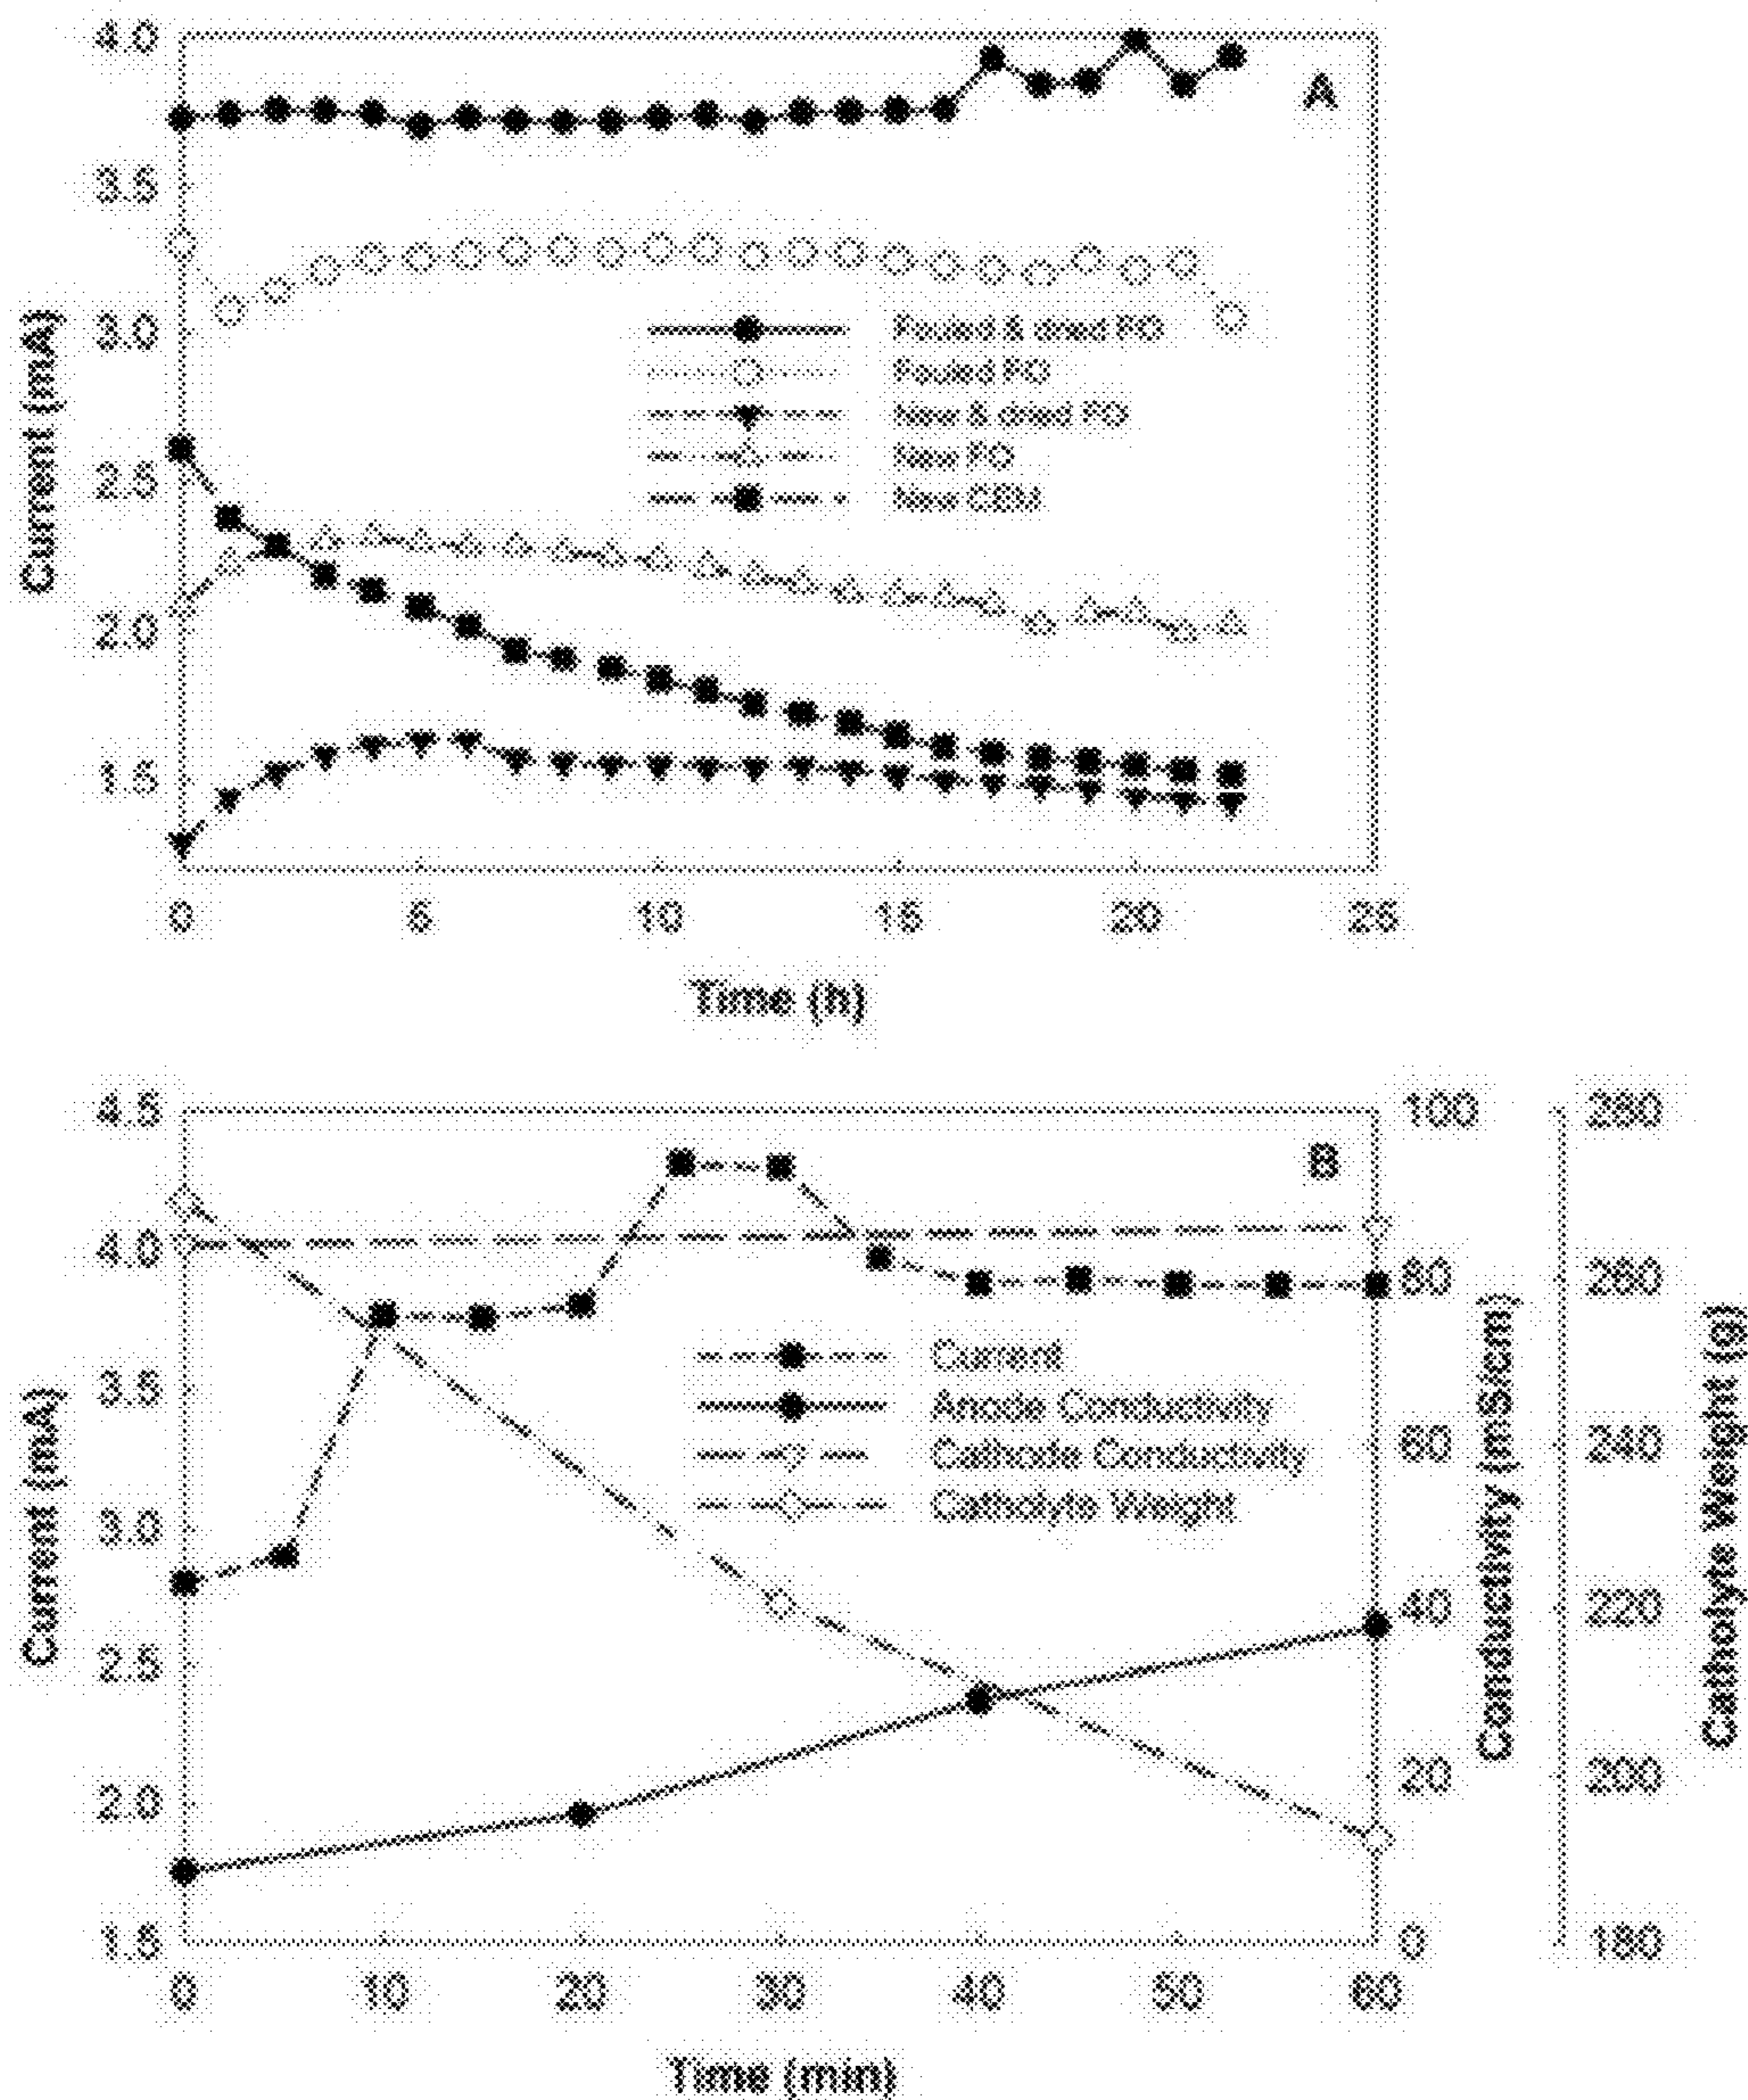 4.0
A
3.5
3.0
2.5
2.0
1.5
Current (mA)
Fouled & dried FO
Fouled FO
New & dried FO
New FO
New CEM
0 5 10 15 20 25
Time (h)
4.5
4.0
3.5
3.0
2.5
2.0
1.5
Current (mA)
B
Current
Anode Conductivity
Cathode Conductivity
Catholyte Weight
100
80
60
40
20
0
Conductivity (mS/cm)
280
260
240
220
200
180
Catholyte Weight (g)
0 10 20 30 40 50 60
Time (min)